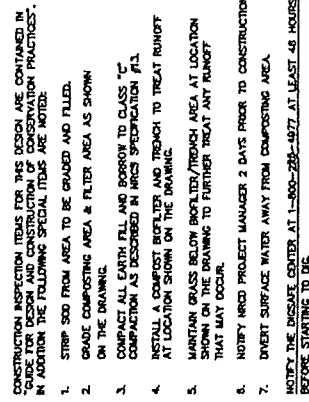 CONSTRUCTION INSPECTION ITEMS FOR THIS DESIGN ARE CONTAINED IN
"GUIDE FOR DESIGN AND CONSTRUCTION OF CONSERVATION PRACTICES".
IN ADDITION THE FOLLOWING SPECIAL ITEMS ARE NOTED:
1. STRIP SOD FROM AREA TO BE GRADED AND FILLED.
2. GRADE COMPOSTING AREA & FILTER AREA AS SHOWN
ON THE DRAWING.
3. COMPACT ALL EARTH FILL AND BORROW TO CLASS "C"
COMPACTION AS DESCRIBED IN NRCS SPECIFICATION
4. INSTALL A COMPOST BIOFILTER AND TRENCH TO TREAT RUNOFF
AT LOCATION SHOWN ON THE DRAWING.
5. MAINTAIN GRASS BELOW BIOFILTER/TRENCH AREA AT LOCATION
SHOWN ON THE DRAWING TO FURTHER TREAT ANY RUNOFF
THAT MAY OCCUR.
6. NOTIFY NRCD PROJECT MANAGER 2 DAYS PRIOR TO CONSTRUCTION
7. DIVERT SURFACE WATER AWAY FROM COMPOSTING AREA.
NOTIFY THE DIGSAFE CENTER AT AT LEAST 48 HOURS
BEFORE STARTING TO DIG.